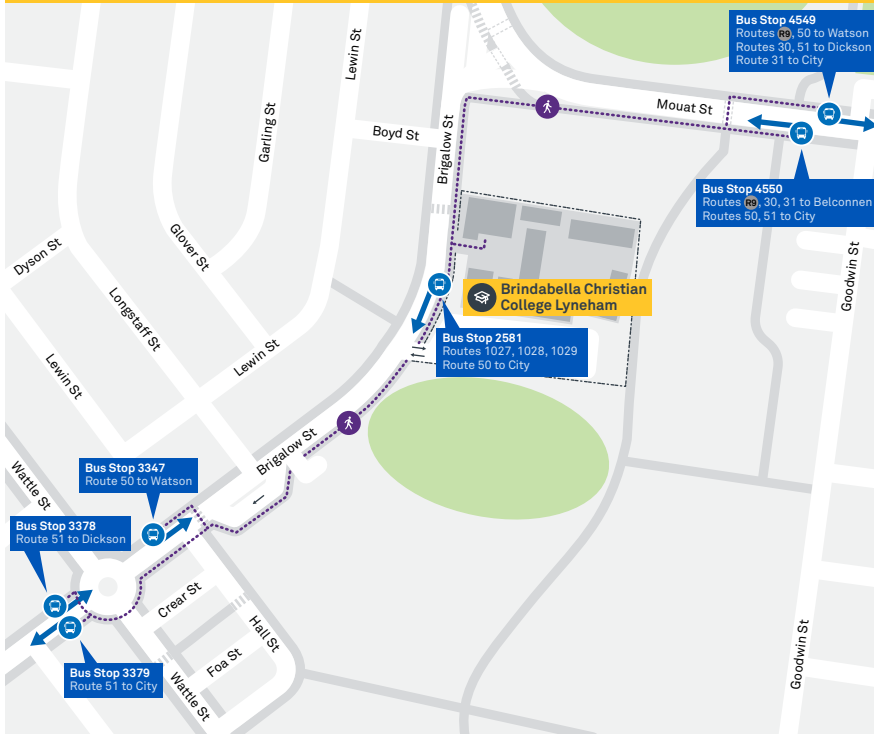 Bus Stop 4549
Routes R9, 50 to Watson
Routes 30, 51 to Dickson
Route 31 to City
Lewin St
Lewin St
Garling St
Boyd St
Brigalow St
Mouat St
Bus Stop 4550
Routes R9, 30, 31 to Belconnen
Routes 50, 51 to City
Goodwin St
Dyson St
Glover St
Longstaff St
Brindabella Christian
College Lyneham
Bus Stop 2581
Routes 1027, 1028, 1029
Route 50 to City
Lewin St
Brigalow St
Wattle St
Bus Stop 3347
Route 50 to Watson
Bus Stop 3378
Route 51 to Dickson
Crear St
Hall St
Foa St
Wattle St
Bus Stop 3379
Route 51 to City
Goodwin St